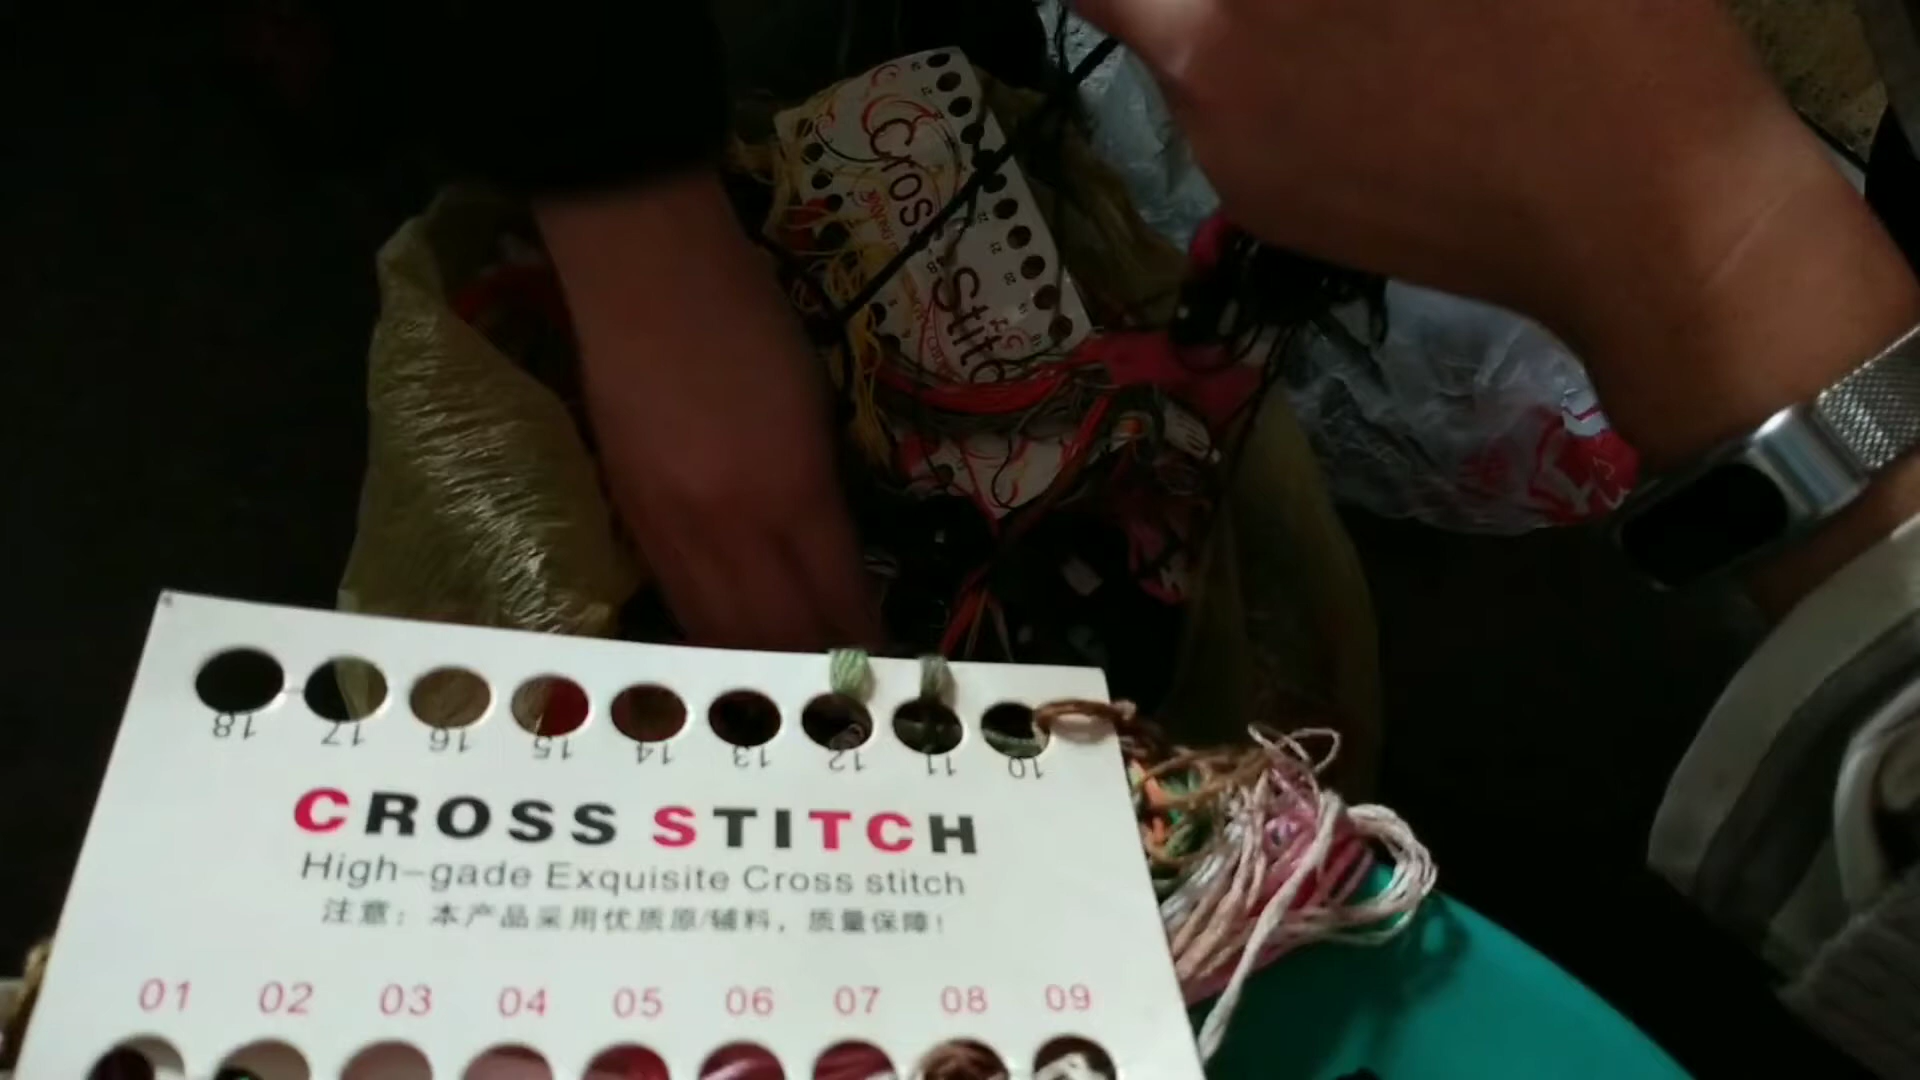 Cross Stitc
18 17 16 15 14 13 12 11 10
CROSS STITCH
High-gade Exquisite Cross stitch
注意：本产品采用优质原/辅料，质量保障！
01 02 03 04 05 06 07 08 09